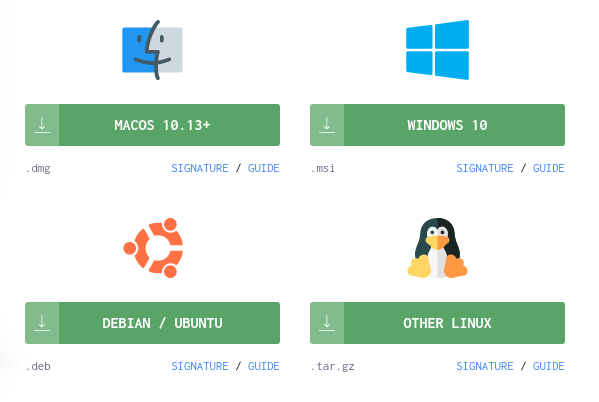 MACOS 10.13+
WINDOWS 10
.dmg SIGNATURE / GUIDE
.msi SIGNATURE / GUIDE
DEBIAN / UBUNTU
OTHER LINUX
.deb SIGNATURE / GUIDE
.tar.gz SIGNATURE / GUIDE